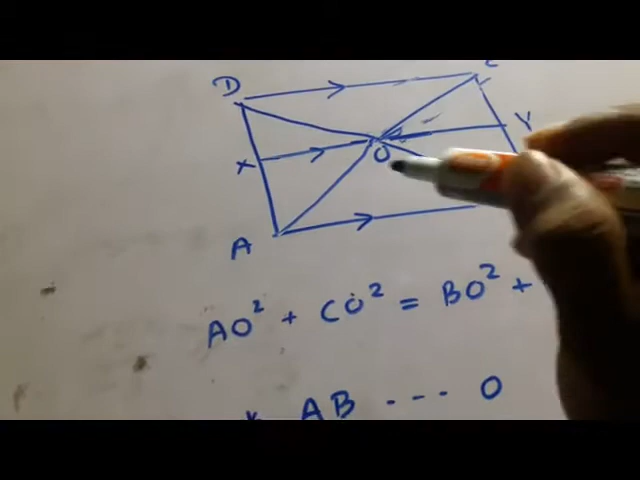 D
X
O
Y
A
AO² + CO² = BO² +
AB ---- O